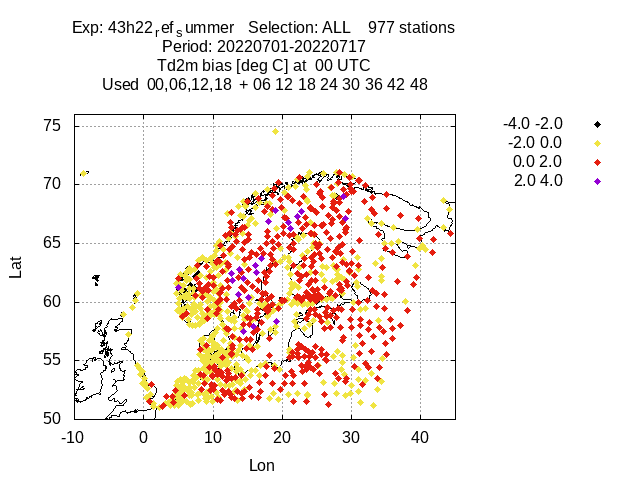 Exp: 43h22refsummer   Selection: ALL    977 stations
Period: 20220701-20220717
Td2m bias [deg C] at  00 UTC
Used  00,06,12,18  + 06 12 18 24 30 36 42 48
-4.0 -2.0
-2.0 0.0
0.0 2.0
2.0 4.0
75
70
65
60
55
50
Lat
-10 0 10 20 30 40
Lon